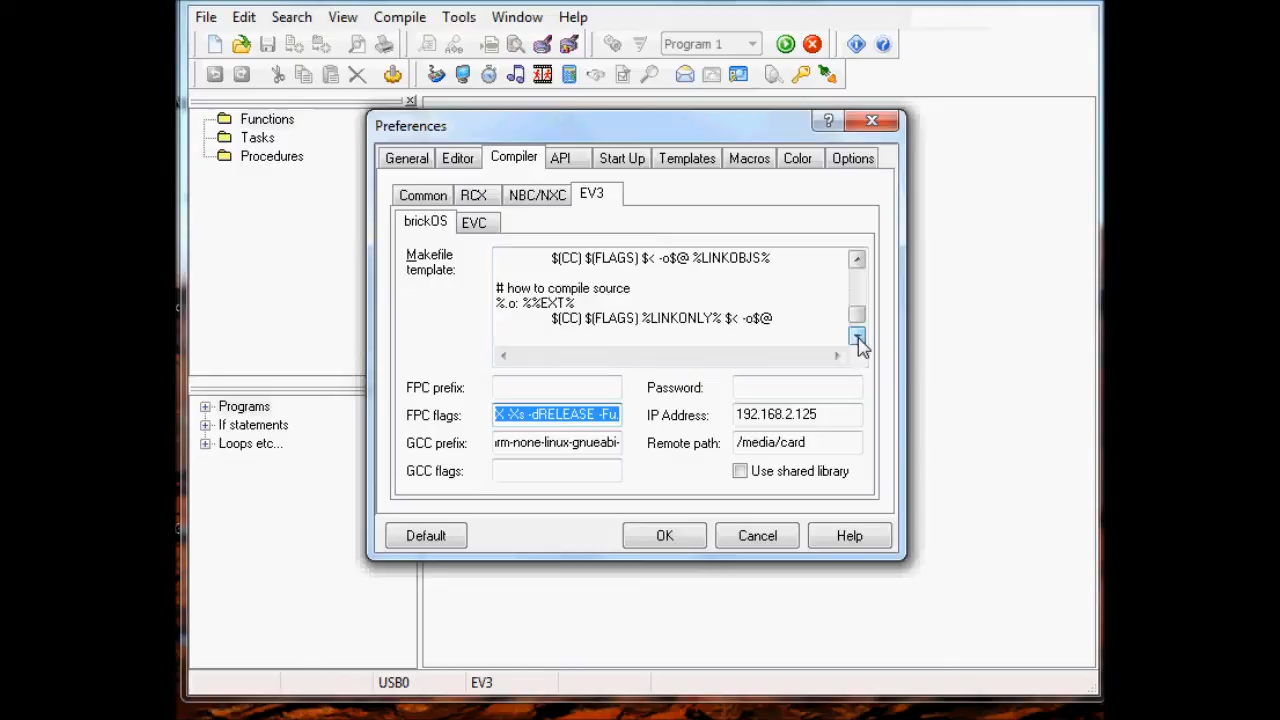 File Edit Search View Compile Tools Window Help
Program 1
Functions
Tasks
Procedures
Programs
If statements
Loops etc...
Preferences
General Editor Compiler API Start Up Templates Macros Color Options
Common RCX NBC/NXC EV3
brickOS EVC
Makefile
template:
$(CC) $(FLAGS) $< -o$@ %LINKOBJS%
# how to compile source
%.o: %%EXT%
$(CC) $(FLAGS) %LINKONLY% $< -o$@
FPC prefix:
Password:
FPC flags: X -Xs -dRELEASE -Fu.
IP Address: 192.168.2.125
GCC prefix: arm-none-linux-gnueabi-
Remote path: /media/card
GCC flags:
Use shared library
Default OK Cancel Help
USB0 EV3